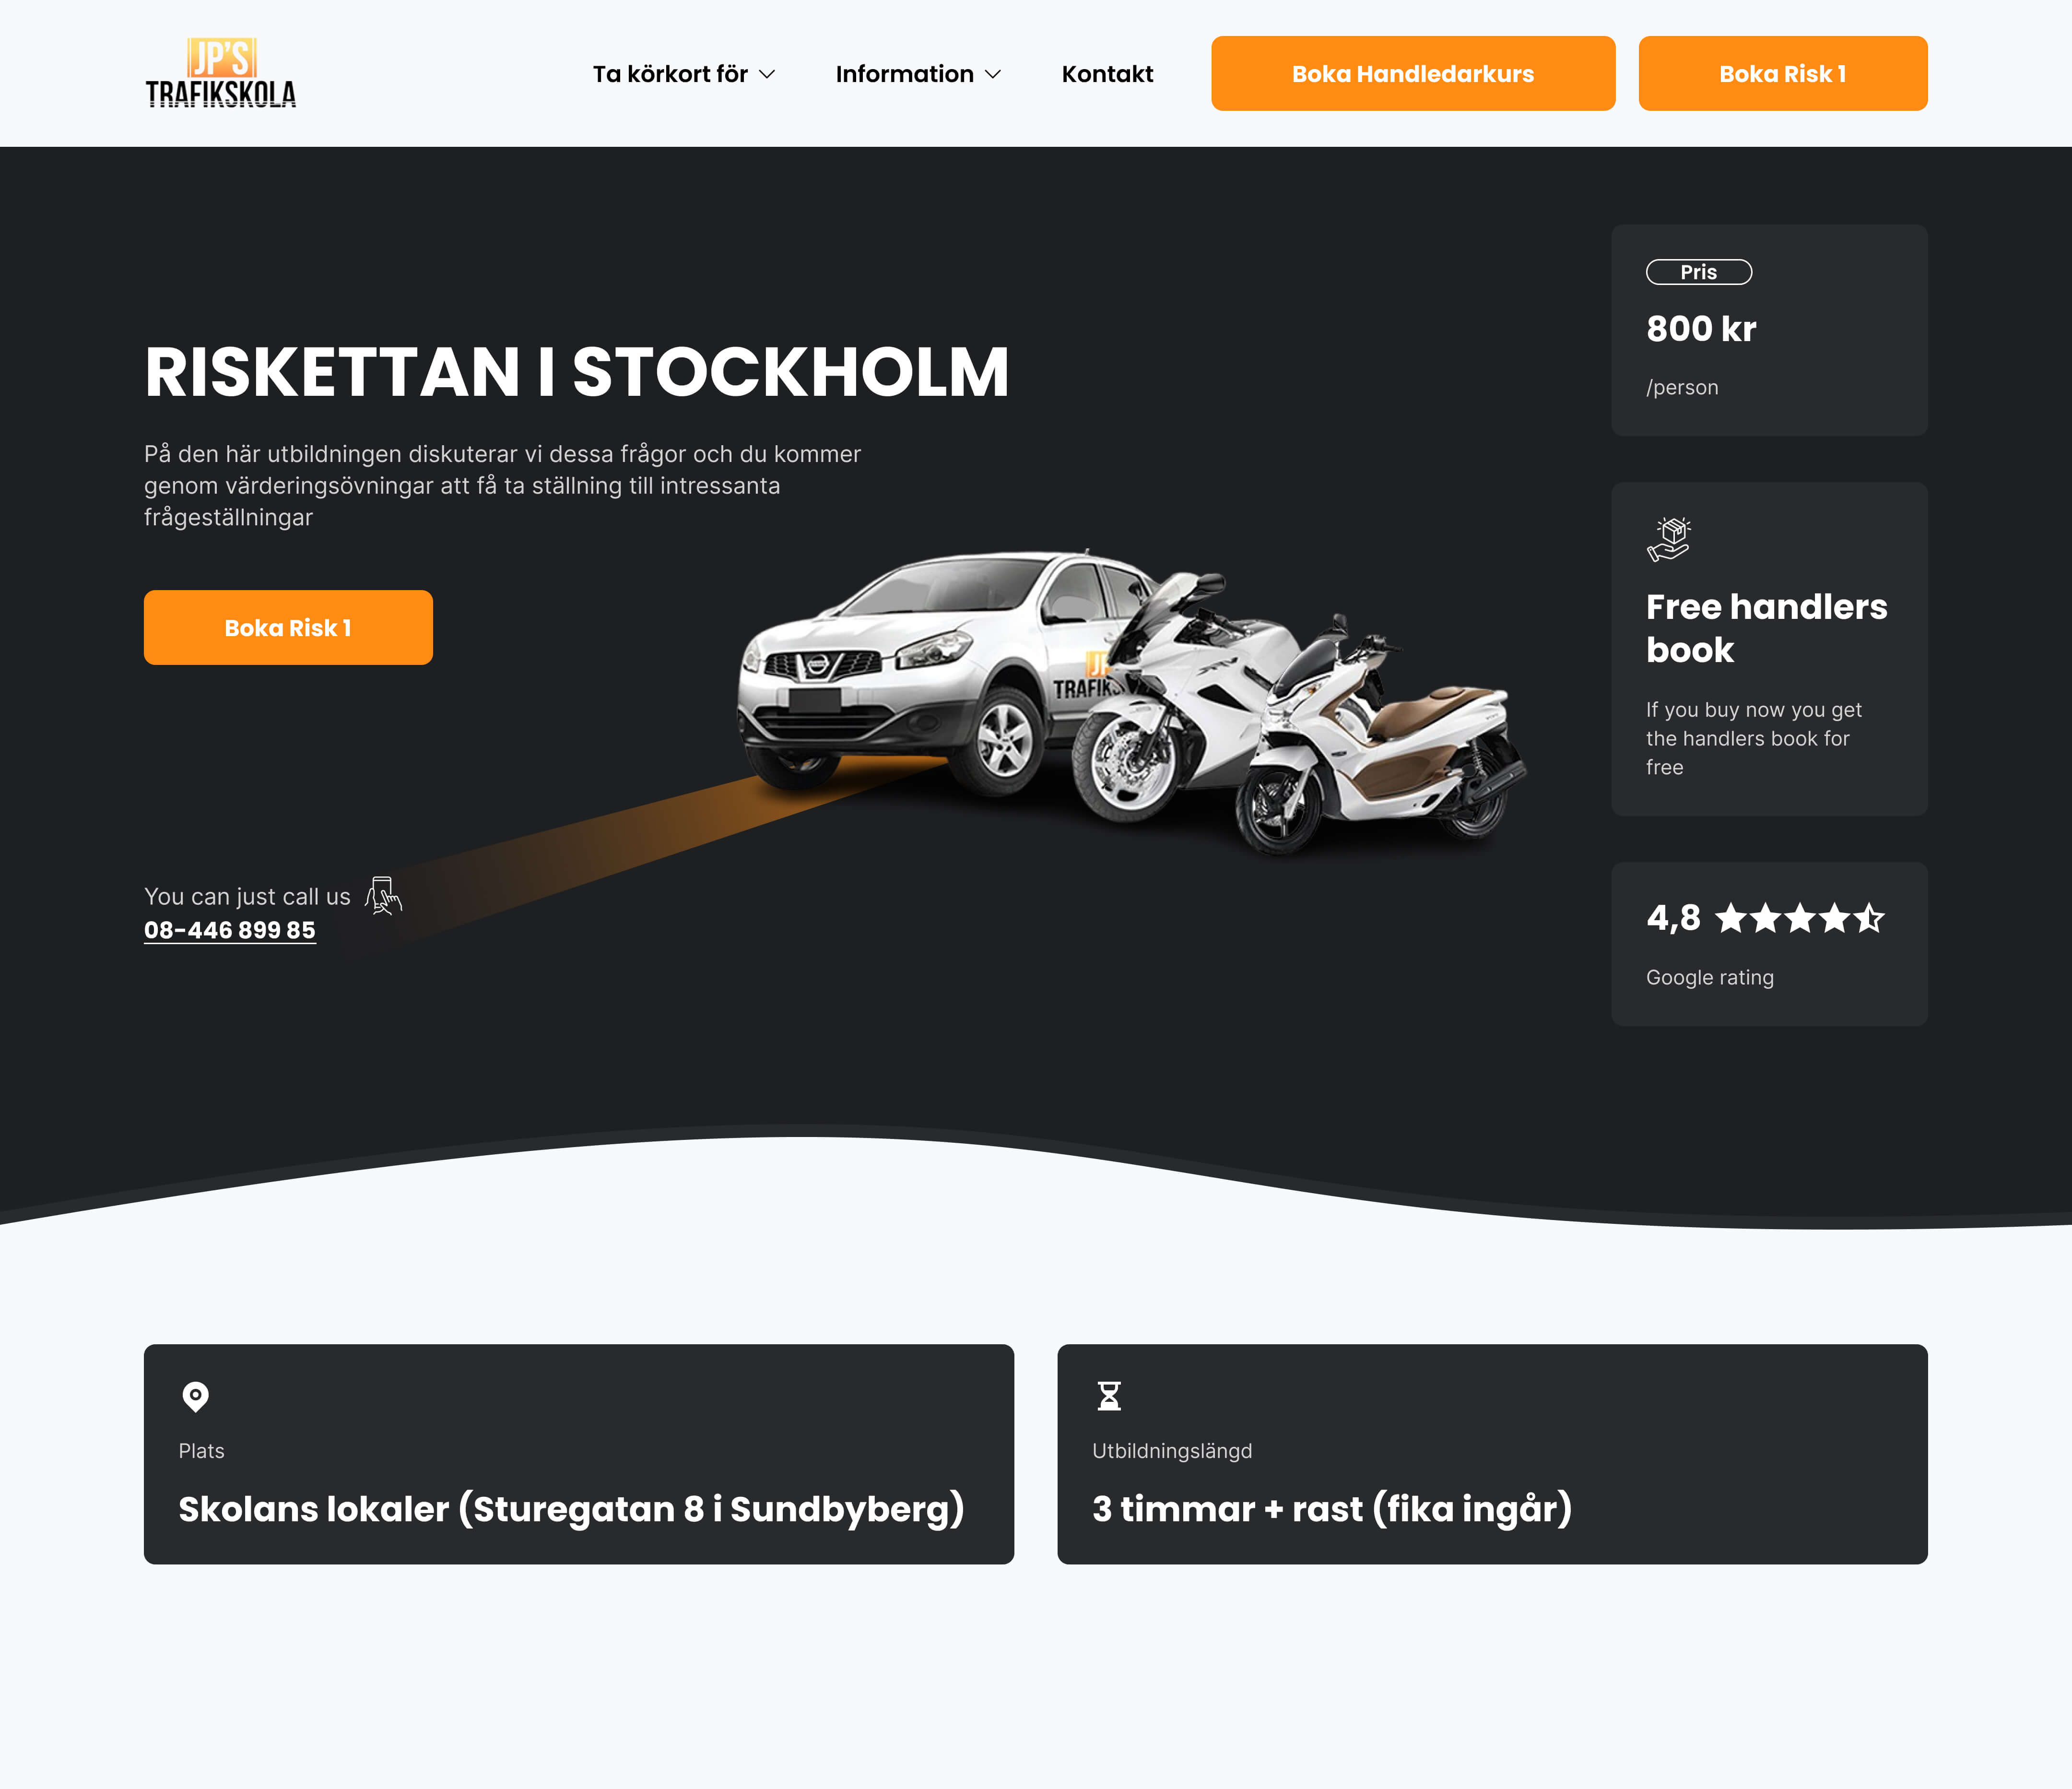 JP'S
TRAFIKSKOLA
Ta körkort för
Information
Kontakt
Boka Handledarkurs
Boka Risk 1
RISKETTAN I STOCKHOLM
På den här utbildningen diskuterar vi dessa frågor och du kommer
genom värderingsövningar att få ta ställning till intressanta
frågeställningar
Boka Risk 1
You can just call us
08-446 899 85
JP
TRAFIKS
Pris
800 kr
/person
Free handlers
book
If you buy now you get
the handlers book for
free
4,8
Google rating
Plats
Skolans lokaler (Sturegatan 8 i Sundbyberg)
Utbildningslängd
3 timmar + rast (fika ingår)